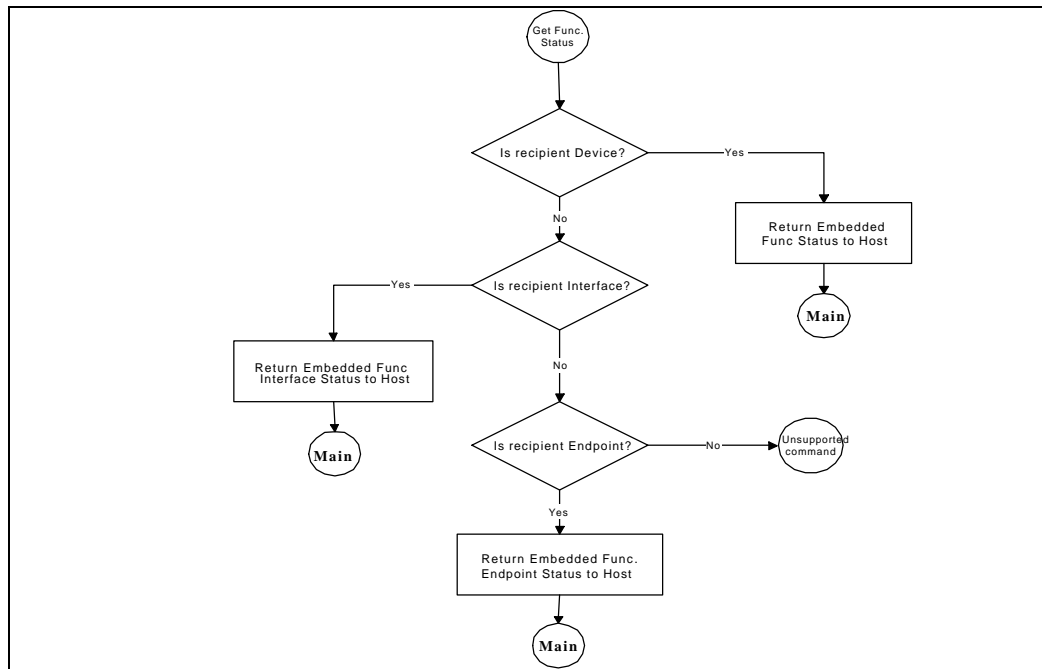 Get Func.
Status
Is recipient Device?
Yes
No
Return Embedded
Func Status to Host
Is recipient Interface?
Yes
Main
No
Return Embedded Func
Interface Status to Host
Is recipient Endpoint?
No
Unsupported
command
Main
Yes
Return Embedded Func.
Endpoint Status to Host
Main